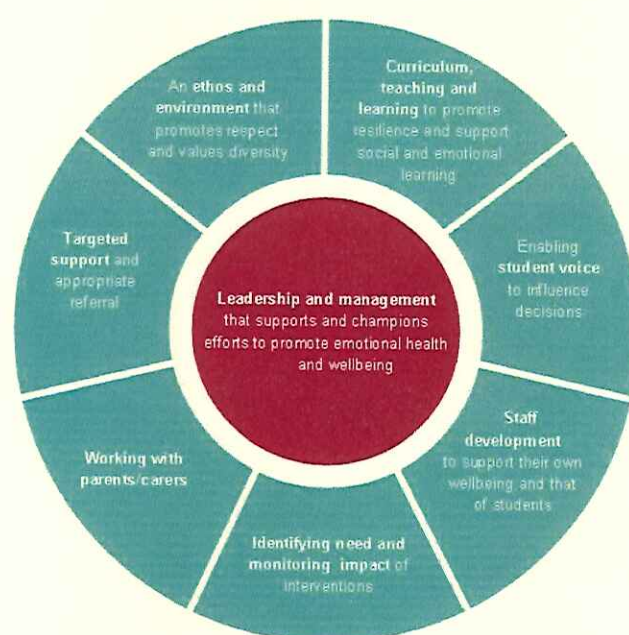 An ethos and
environment that
promotes respect
and values diversity
Curriculum,
teaching and
learning to promote
resilience and support
social and emotional
learning
Enabling
student voice
to influence
decisions
Staff
development
to support their own
wellbeing and that
of students
Identifying need and
monitoring impact of
interventions
Working with
parents/carers
Targeted
support and
appropriate
referral
Leadership and management
that supports and champions
efforts to promote emotional health
and wellbeing